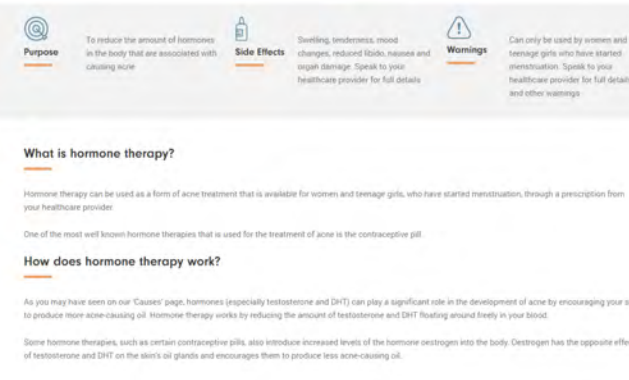 Purpose
To reduce the amount of hormones
in the body that are associated with
causing acne
Side Effects
Swelling, tenderness, mood
changes, reduced libido, nausea and
organ damage. Speak to your
healthcare provider for full details
Warnings
Can only be used by women and
teenage girls who have started
menstruation. Speak to your
healthcare provider for full details
and other warnings
What is hormone therapy?
Hormone therapy can be used as a form of acne treatment that is available for women and teenage girls, who have started menstruation, through a prescription from
your healthcare provider
One of the most well known hormone therapies that is used for the treatment of acne is the contraceptive pill
How does hormone therapy work?
As you may have seen on our 'Causes' page, hormones (especially testosterone and DHT) can play a significant role in the development of acne by encouraging your s
to produce more acne-causing oil. Hormone therapy works by reducing the amount of testosterone and DHT floating around freely in your blood.
Some hormone therapies, such as certain contraceptive pills, also introduce increased levels of the hormone oestrogen into the body. Oestrogen has the opposite effe
of testosterone and DHT on the skin's oil glands and encourages them to produce less acne-causing oil.